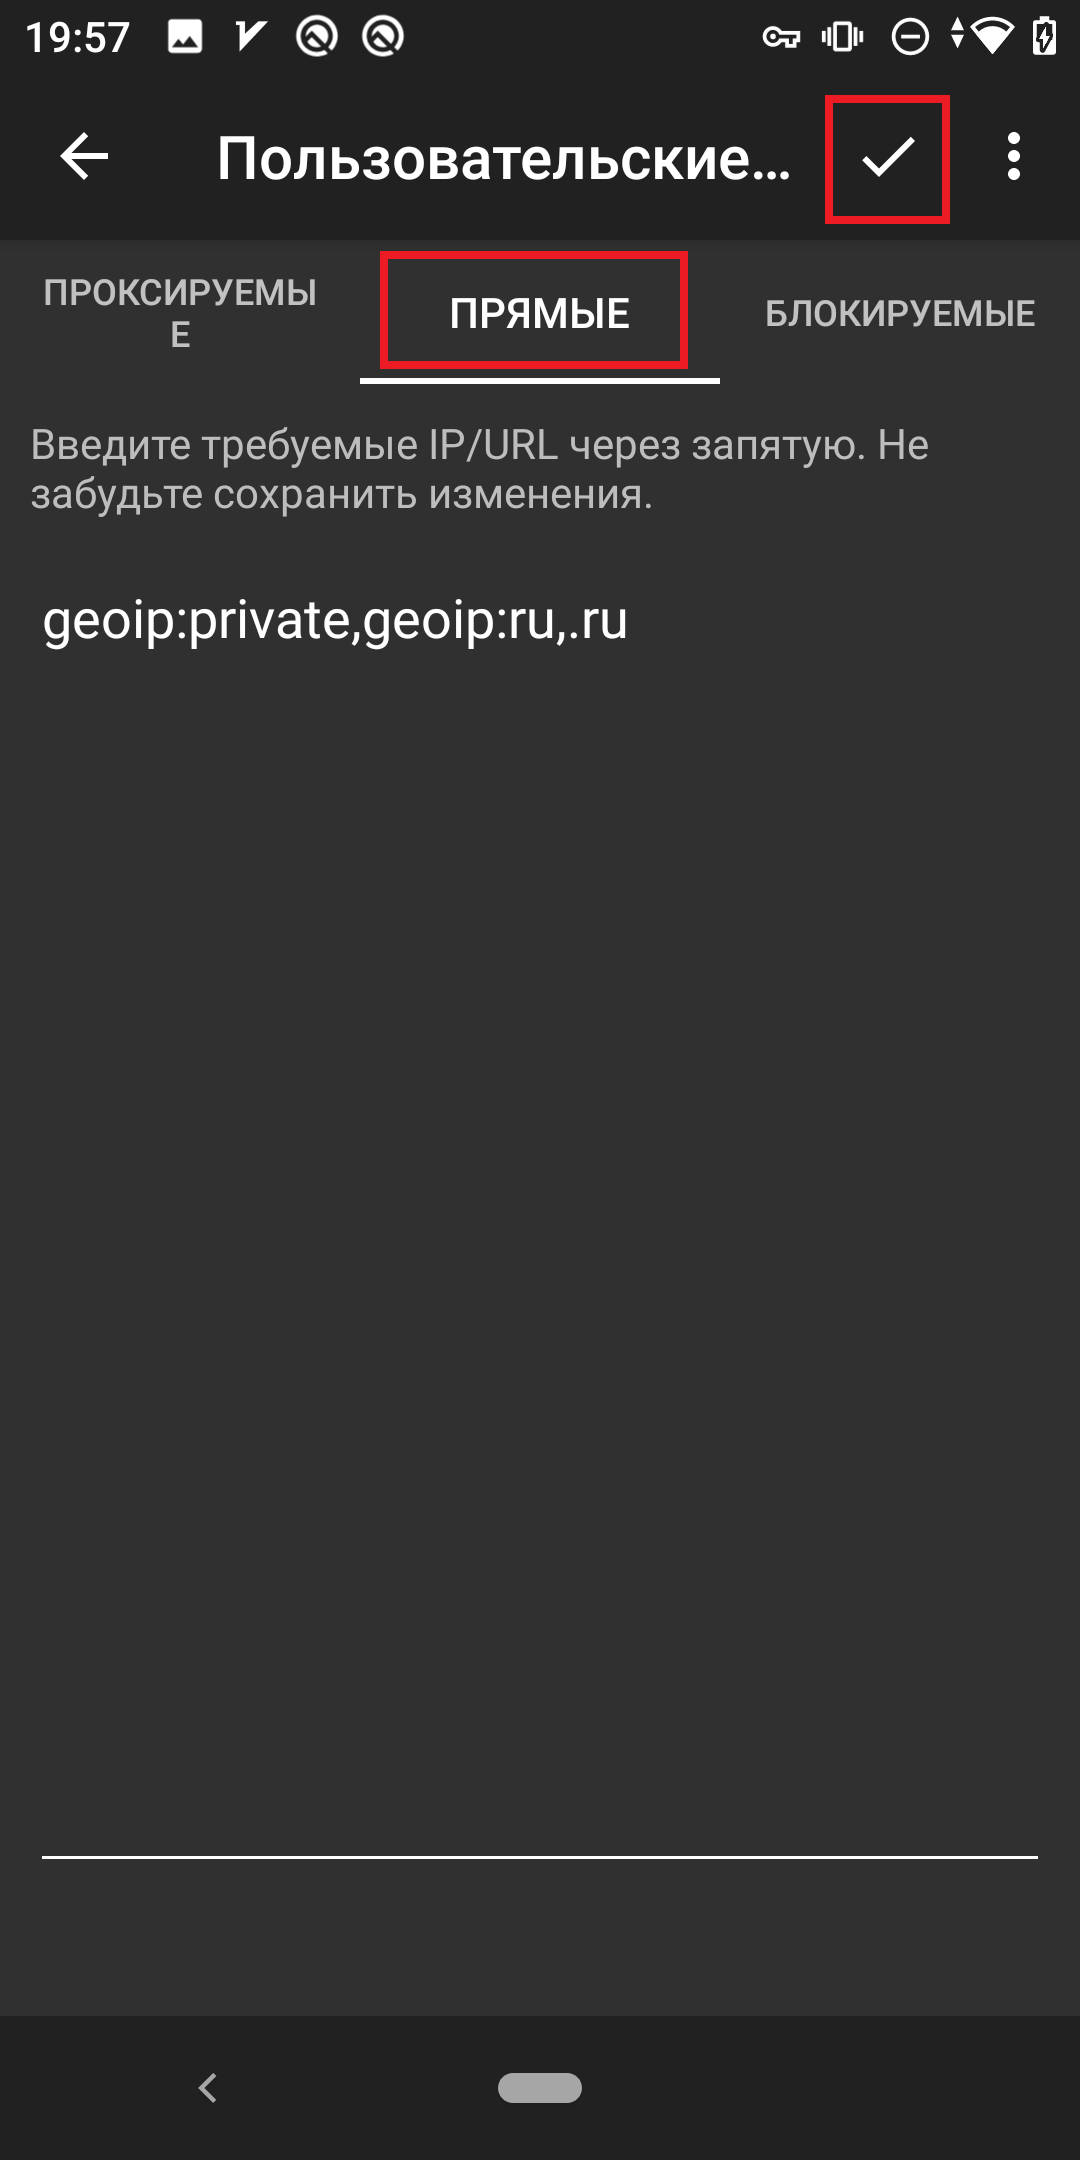 19:57
Пользовательские…
ПРОКСИРУЕМЫ
Е
ПРЯМЫЕ
БЛОКИРУЕМЫЕ
Введите требуемые IP/URL через запятую. Не
забудьте сохранить изменения.
geoip:private,geoip:ru,.ru